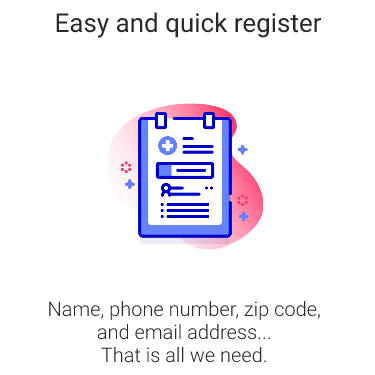 Easy and quick register
Name, phone number, zip code,
and email address...
That is all we need.